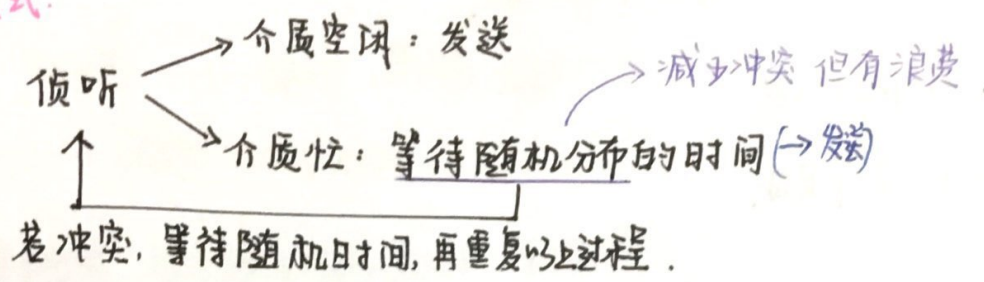 式.
介质空闲：发送
减少冲突 但有浪费
侦听
介质忙：等待随机分布的时间(→发送)
若冲突,等待随机时间,再重复以上过程.